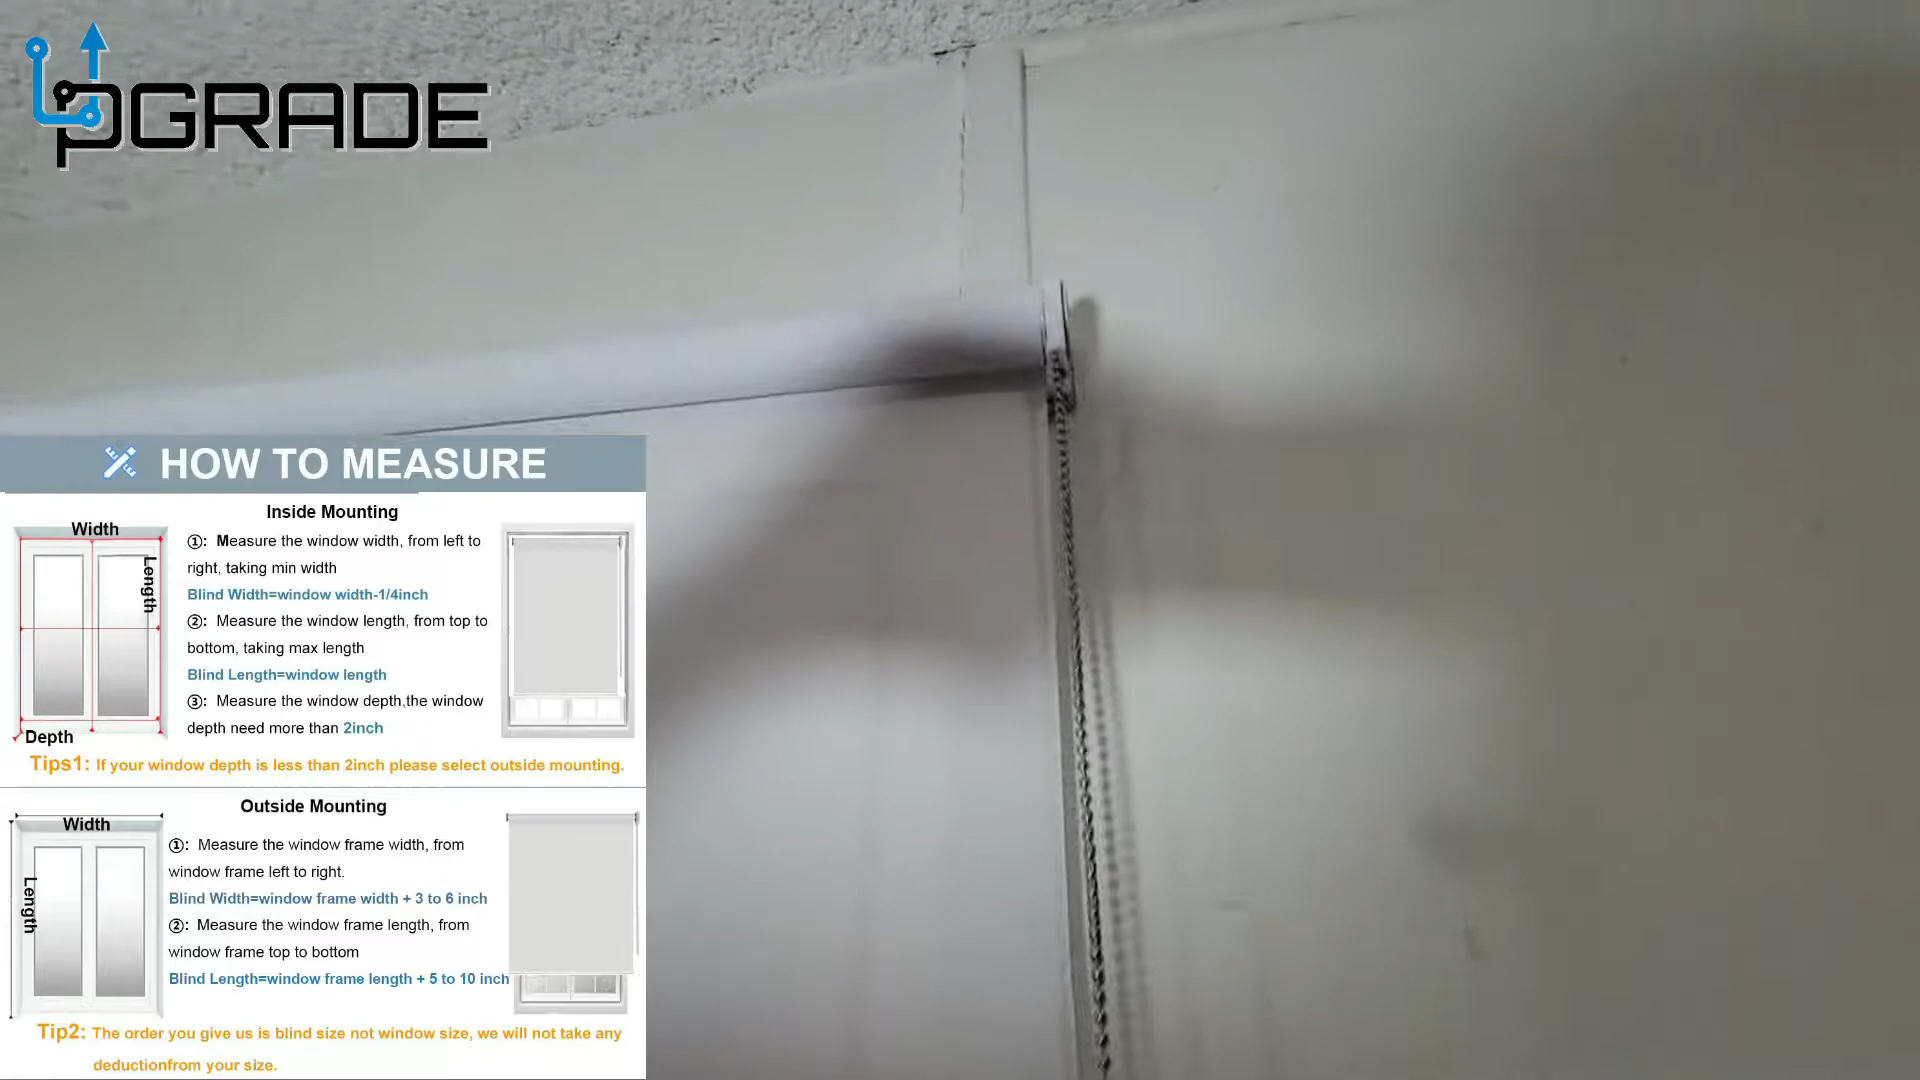 UPGRADE
HOW TO MEASURE
Inside Mounting
Width
Length
Depth
①: Measure the window width, from left to
right, taking min width
Blind Width=window width-1/4inch
②: Measure the window length, from top to
bottom, taking max length
Blind Length=window length
③: Measure the window depth,the window
depth need more than 2inch
Tips1: If your window depth is less than 2inch please select outside mounting.
Outside Mounting
Width
Length
①: Measure the window frame width, from
window frame left to right.
Blind Width=window frame width + 3 to 6 inch
②: Measure the window frame length, from
window frame top to bottom
Blind Length=window frame length + 5 to 10 inch
Tip2: The order you give us is blind size not window size, we will not take any
deductionfrom your size.